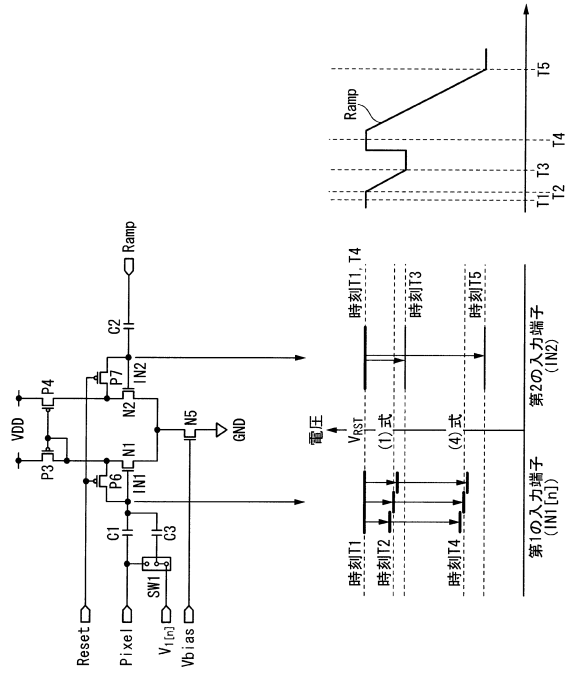 VDD
P3
P4
P6
P7
N1
N2
IN1
IN2
C1
C2
C3
SW1
N5
GND
Reset
Pixel
V1[n]
Vbias
Ramp
電圧
VRST
(1)式
(4)式
時刻T1
時刻T2
時刻T4
第1の入力端子
(IN1[n])
時刻T1, T4
時刻T3
時刻T5
第2の入力端子
(IN2)
Ramp
T1
T2
T3
T4
T5